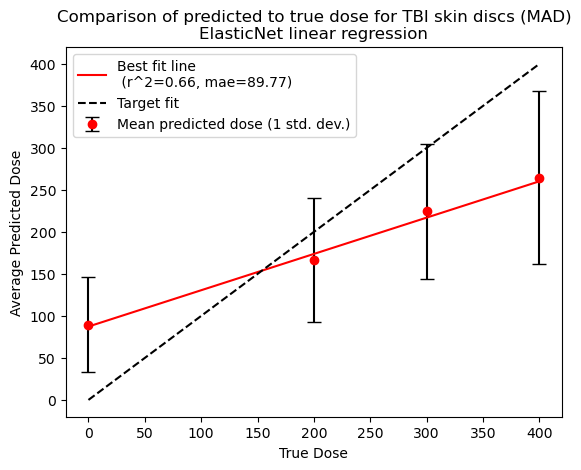 Comparison of predicted to true dose for TBI skin discs (MAD)
ElasticNet linear regression
Best fit line
(r^2=0.66, mae=89.77)
Target fit
Mean predicted dose (1 std. dev.)
Average Predicted Dose
400
350
300
250
200
150
100
50
0
0 50 100 150 200 250 300 350 400
True Dose